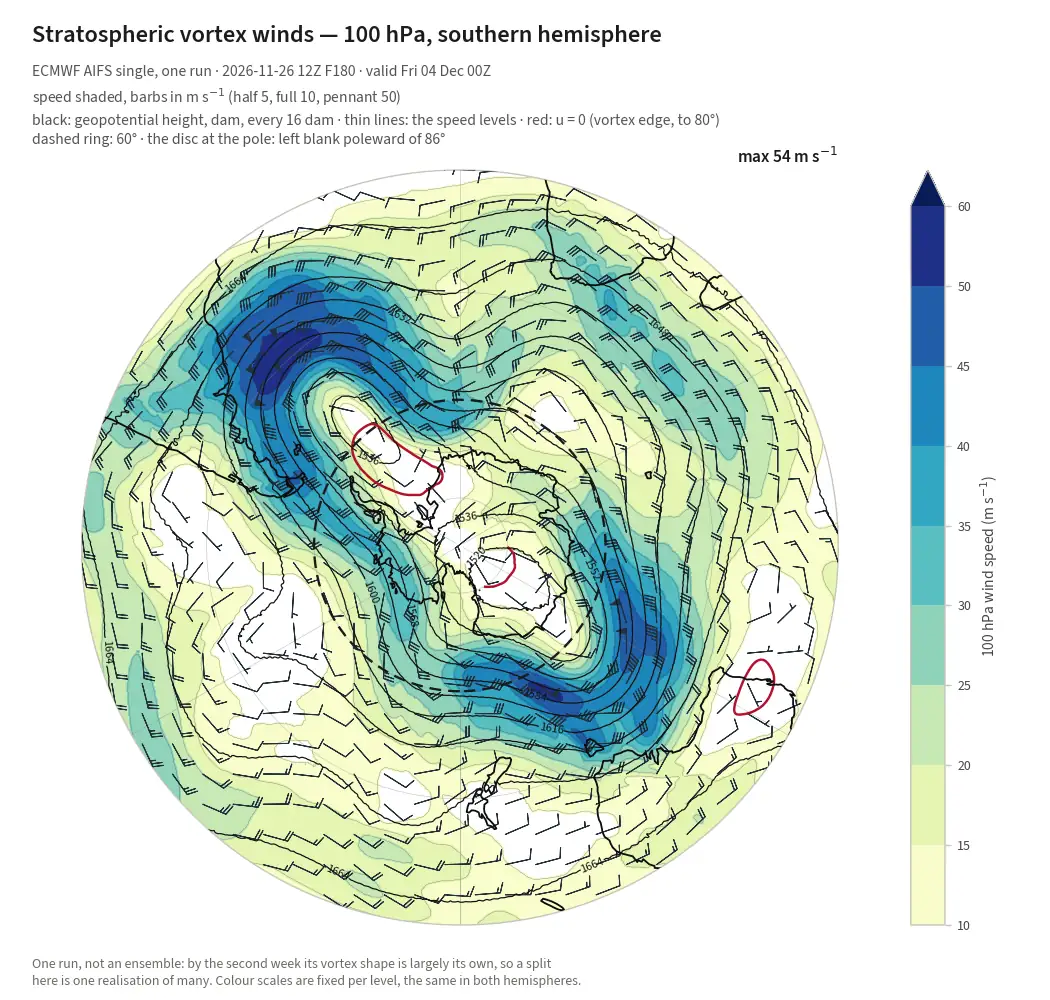 Stratospheric vortex winds — 100 hPa, southern hemisphere
ECMWF AIFS single, one run · 2026-11-26 12Z F180 · valid Fri 04 Dec 00Z
speed shaded, barbs in m s⁻¹ (half 5, full 10, pennant 50)
black: geopotential height, dam, every 16 dam · thin lines: the speed levels · red: u = 0 (vortex edge, to 80°)
dashed ring: 60° · the disc at the pole: left blank poleward of 86°
max 54 m s⁻¹
60
50
45
40
35
30
25
20
15
10
100 hPa wind speed (m s⁻¹)
1664
1632
1648
1536
1536
1520
1552
1600
1568
1664
1584
1616
1664
1664
One run, not an ensemble: by the second week its vortex shape is largely its own, so a split
here is one realisation of many. Colour scales are fixed per level, the same in both hemispheres.